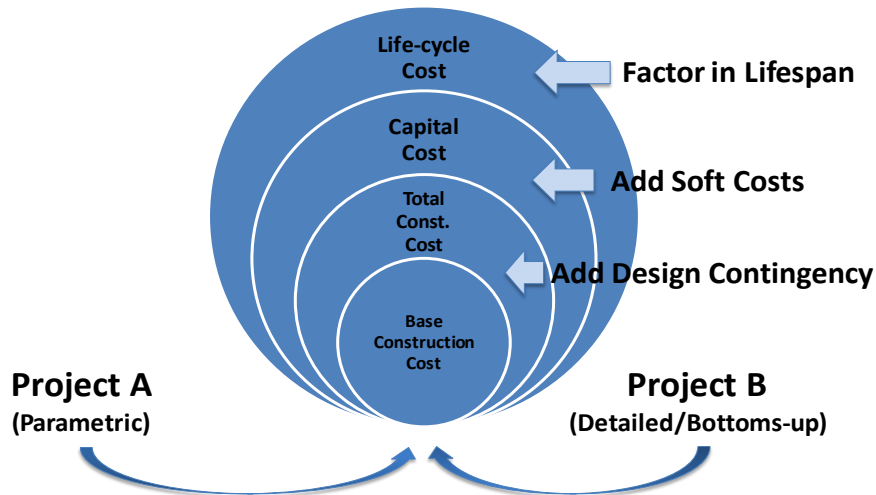 Life-cycle
Cost
Factor in Lifespan
Capital
Cost
Add Soft Costs
Total
Const.
Cost
Add Design Contingency
Base
Construction
Cost
Project A
(Parametric)
Project B
(Detailed/Bottoms-up)